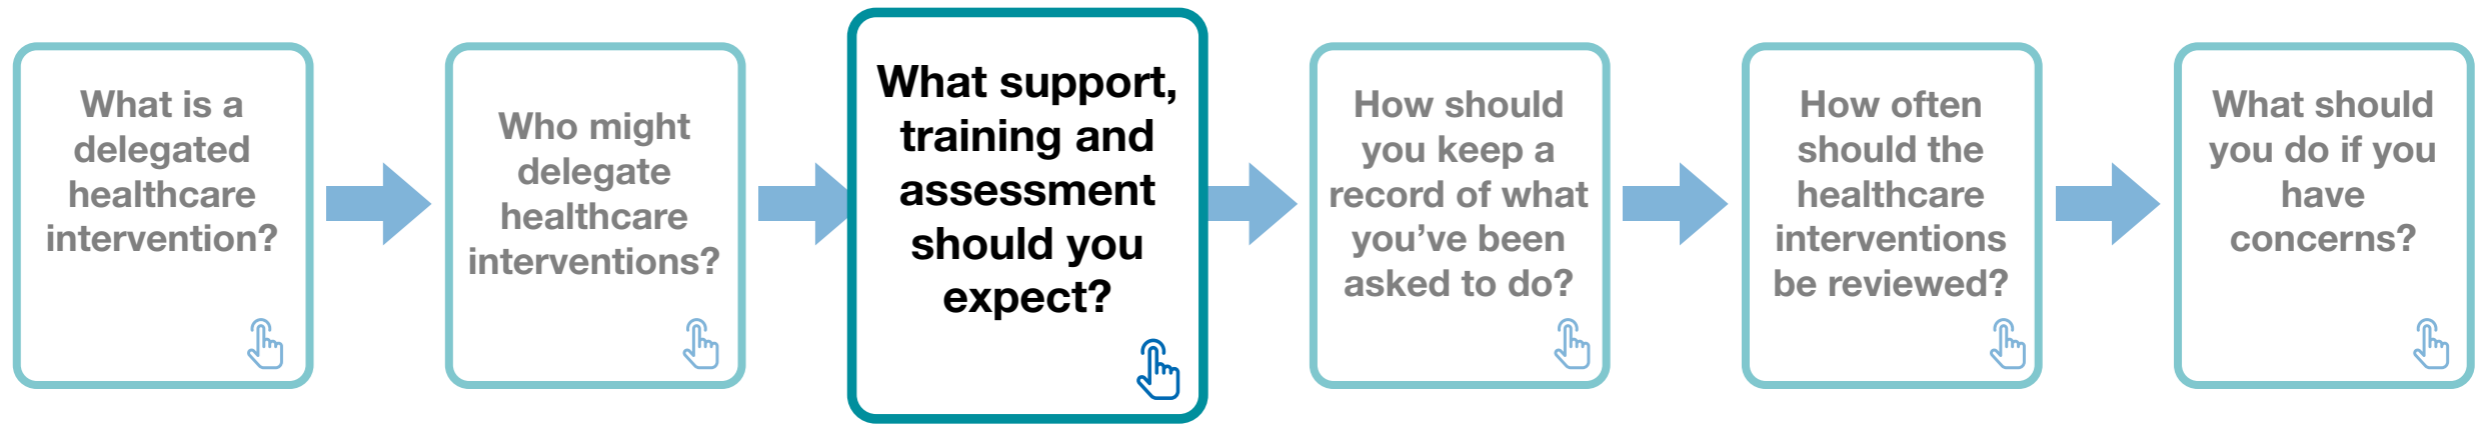 What is a
delegated
healthcare
intervention?
Who might
delegate
healthcare
interventions?
What support,
training and
assessment
should you
expect?
How should
you keep a
record of what
you’ve been
asked to do?
How often
should the
healthcare
interventions
be reviewed?
What should
you do if you
have
concerns?